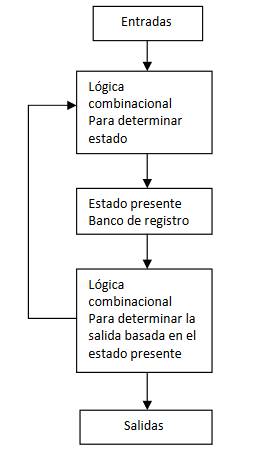 Entradas
Lógica
combinacional
Para determinar
estado
Estado presente
Banco de registro
Lógica
combinacional
Para determinar la
salida basada en el
estado presente
Salidas